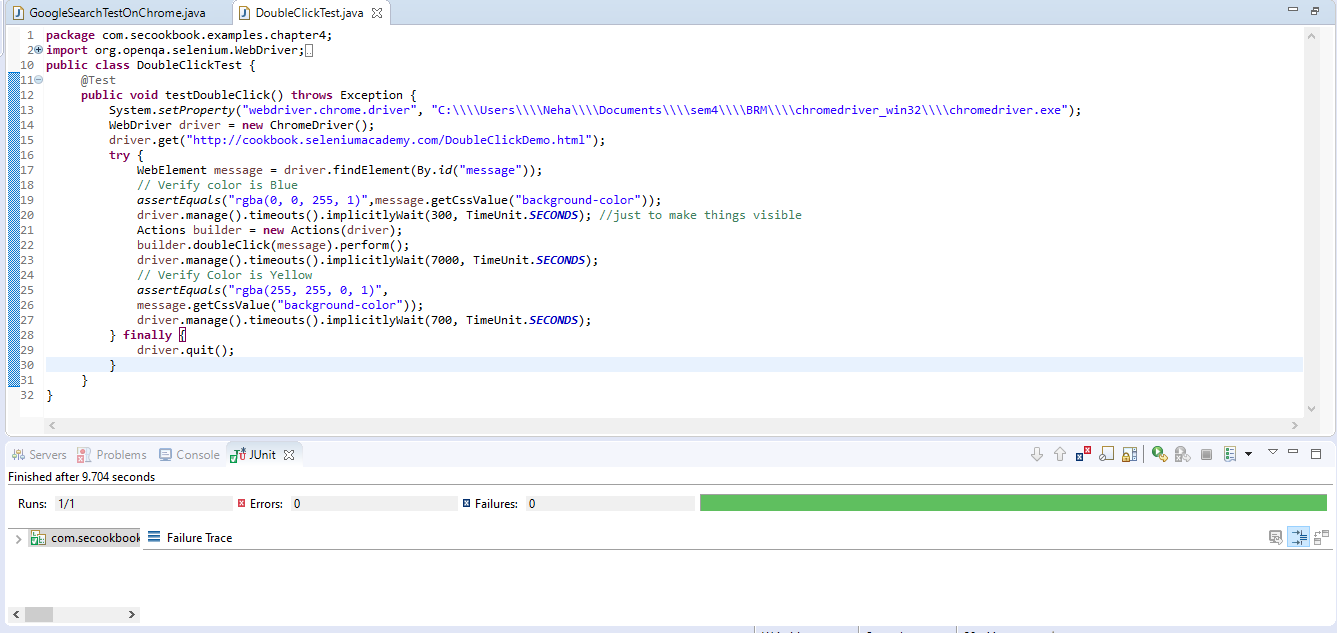 GoogleSearchTestOnChrome.java DoubleClickTest.java
1 package com.secookbook.examples.chapter4;
2 import org.openqa.selenium.WebDriver;
10 public class DoubleClickTest {
11 @Test
12 public void testDoubleClick() throws Exception {
13 System.setProperty("webdriver.chrome.driver", "C:\\\\Users\\\\Neha\\\\Documents\\\\sem4\\\\BRM\\\\chromedriver_win32\\\\chromedriver.exe");
14 WebDriver driver = new ChromeDriver();
15 driver.get("http://cookbook.seleniumacademy.com/DoubleClickDemo.html");
16 try {
17 WebElement message = driver.findElement(By.id("message"));
18 // Verify color is Blue
19 assertEquals("rgba(0, 0, 255, 1)",message.getCssValue("background-color"));
20 driver.manage().timeouts().implicitlyWait(300, TimeUnit.SECONDS); //just to make things visible
21 Actions builder = new Actions(driver);
22 builder.doubleClick(message).perform();
23 driver.manage().timeouts().implicitlyWait(7000, TimeUnit.SECONDS);
24 // Verify Color is Yellow
25 assertEquals("rgba(255, 255, 0, 1)",
26 message.getCssValue("background-color"));
27 driver.manage().timeouts().implicitlyWait(700, TimeUnit.SECONDS);
28 } finally {
29 driver.quit();
30 }
31 }
32 }
Servers Problems Console JUnit
Finished after 9.704 seconds
Runs: 1/1 Errors: 0 Failures: 0
com.secookbook Failure Trace